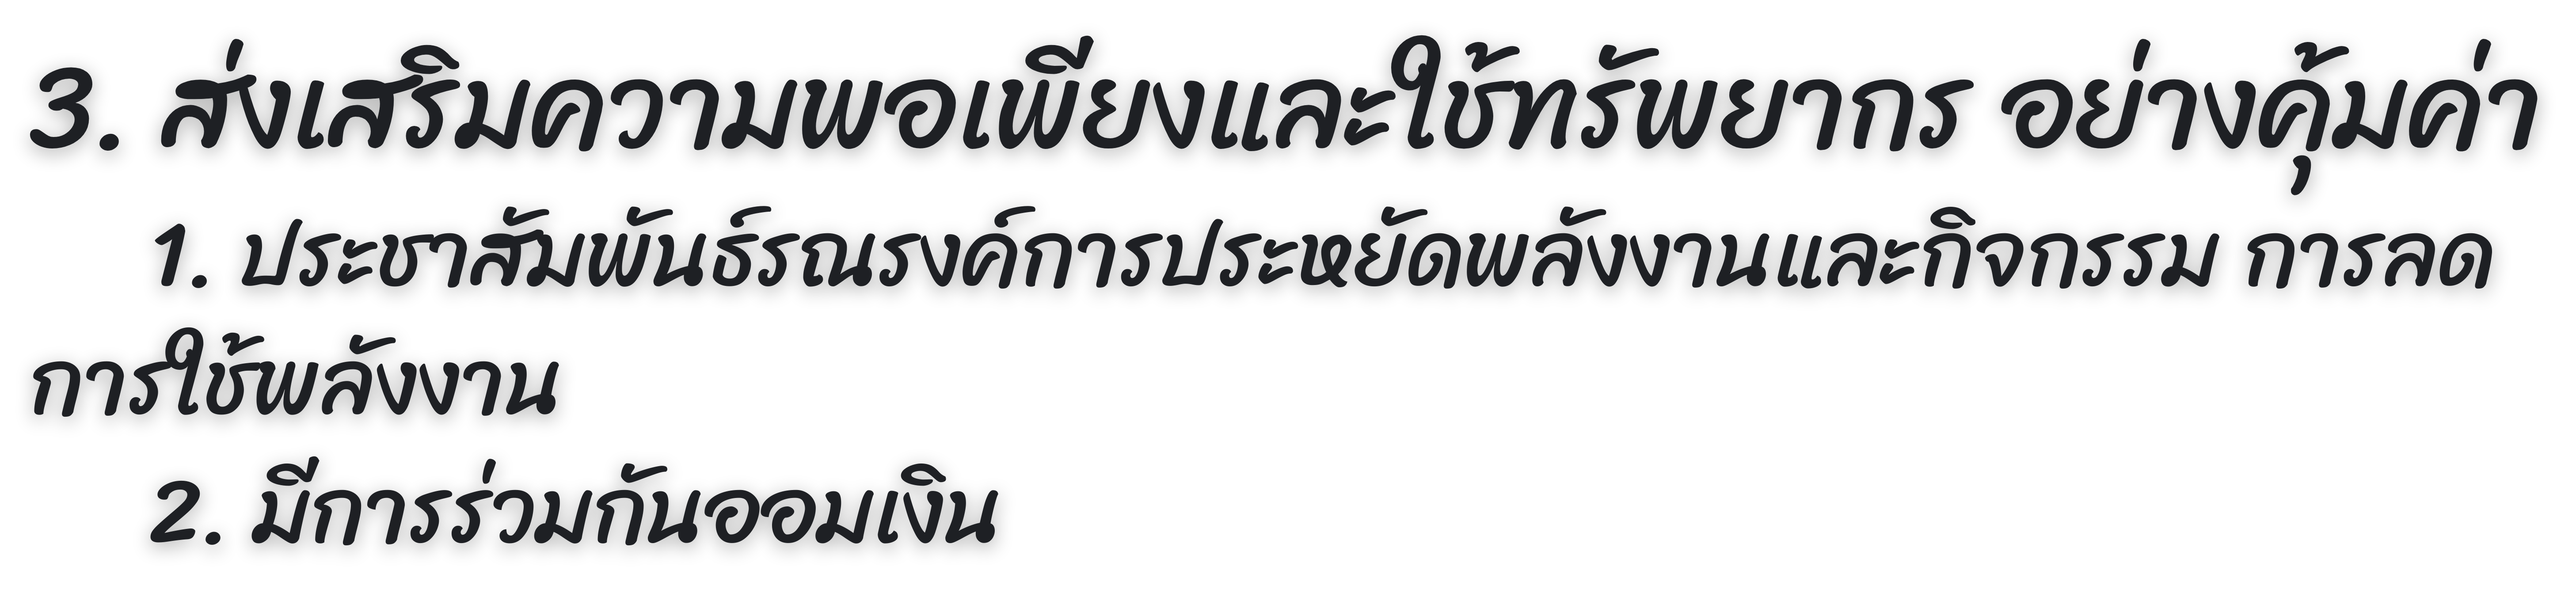 3. ส่งเสริมความพอเพียงและใช้ทรัพยากร อย่างคุ้มค่า
1. ประชาสัมพันธ์รณรงค์การประหยัดพลังงานและกิจกรรม การลด
การใช้พลังงาน
2. มีการร่วมกันออมเงิน